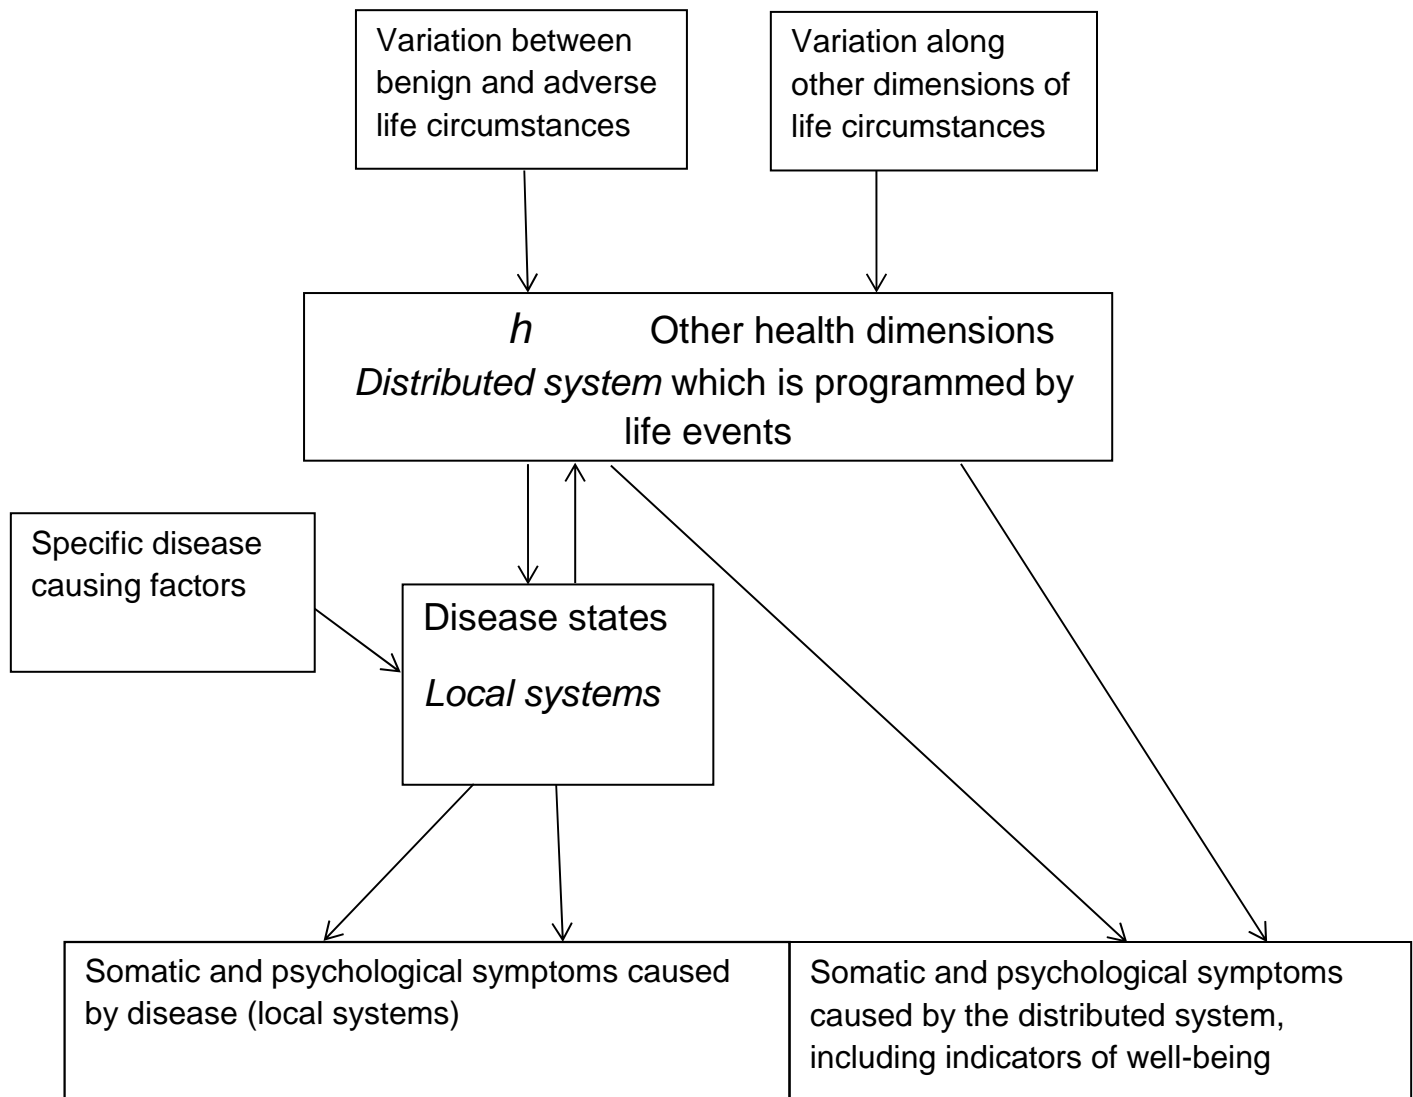 Variation between
benign and adverse
life circumstances
Variation along
other dimensions of
life circumstances
h Other health dimensions
Distributed system which is programmed by
life events
Specific disease
causing factors
Disease states
Local systems
Somatic and psychological symptoms caused
by disease (local systems)
Somatic and psychological symptoms
caused by the distributed system,
including indicators of well-being